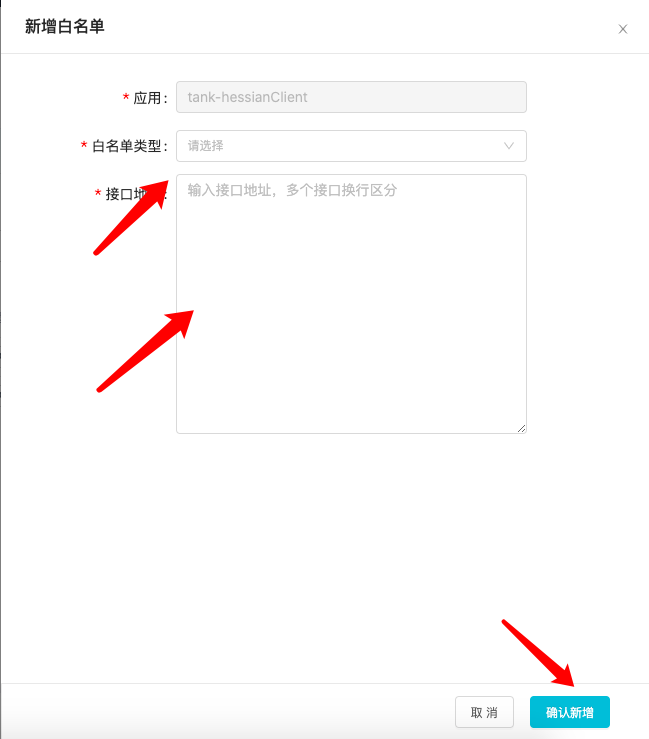 新增白名单
* 应用：
tank-hessianClient
* 白名单类型：
请选择
* 接口地
输入接口地址，多个接口换行区分
取 消
确认新增